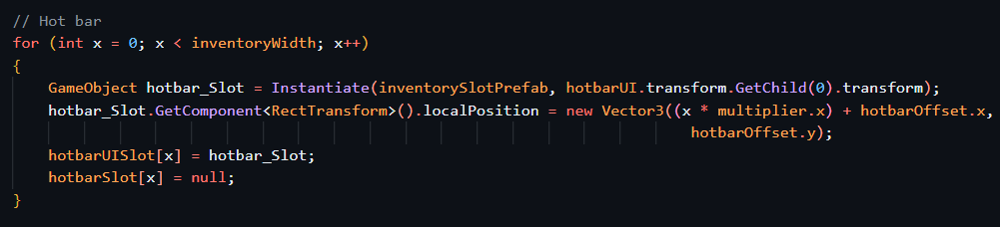 // Hot bar
for (int x = 0; x < inventoryWidth; x++)
{
GameObject hotbar_Slot = Instantiate(inventorySlotPrefab, hotbarUI.transform.GetChild(0).transform);
hotbar_Slot.GetComponent<RectTransform>().localPosition = new Vector3((x * multiplier.x) + hotbarOffset.x,
hotbarOffset.y);
hotbarUISlot[x] = hotbar_Slot;
hotbarSlot[x] = null;
}